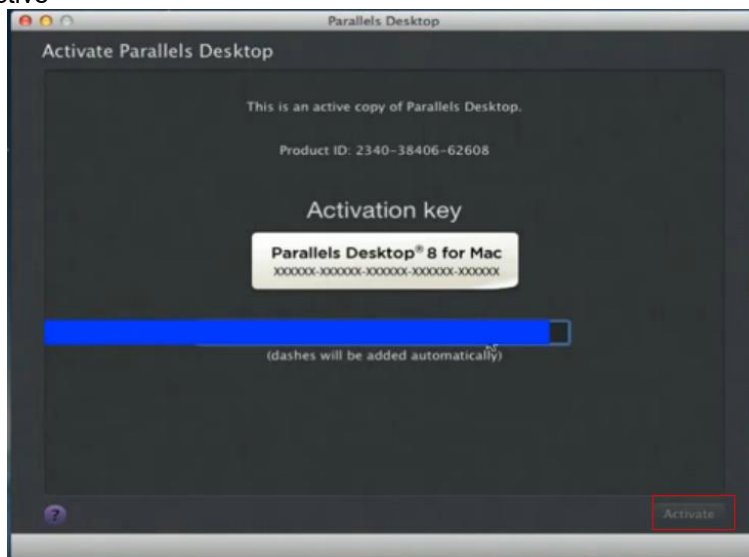 Parallels Desktop
Activate Parallels Desktop
This is an active copy of Parallels Desktop.
Product ID: 2340-38406-62608
Activation key
Parallels Desktop® 8 for Mac
XXXXXX-XXXXXX-XXXXXX-XXXXXX-XXXXXX
(dashes will be added automatically)
?
Activate